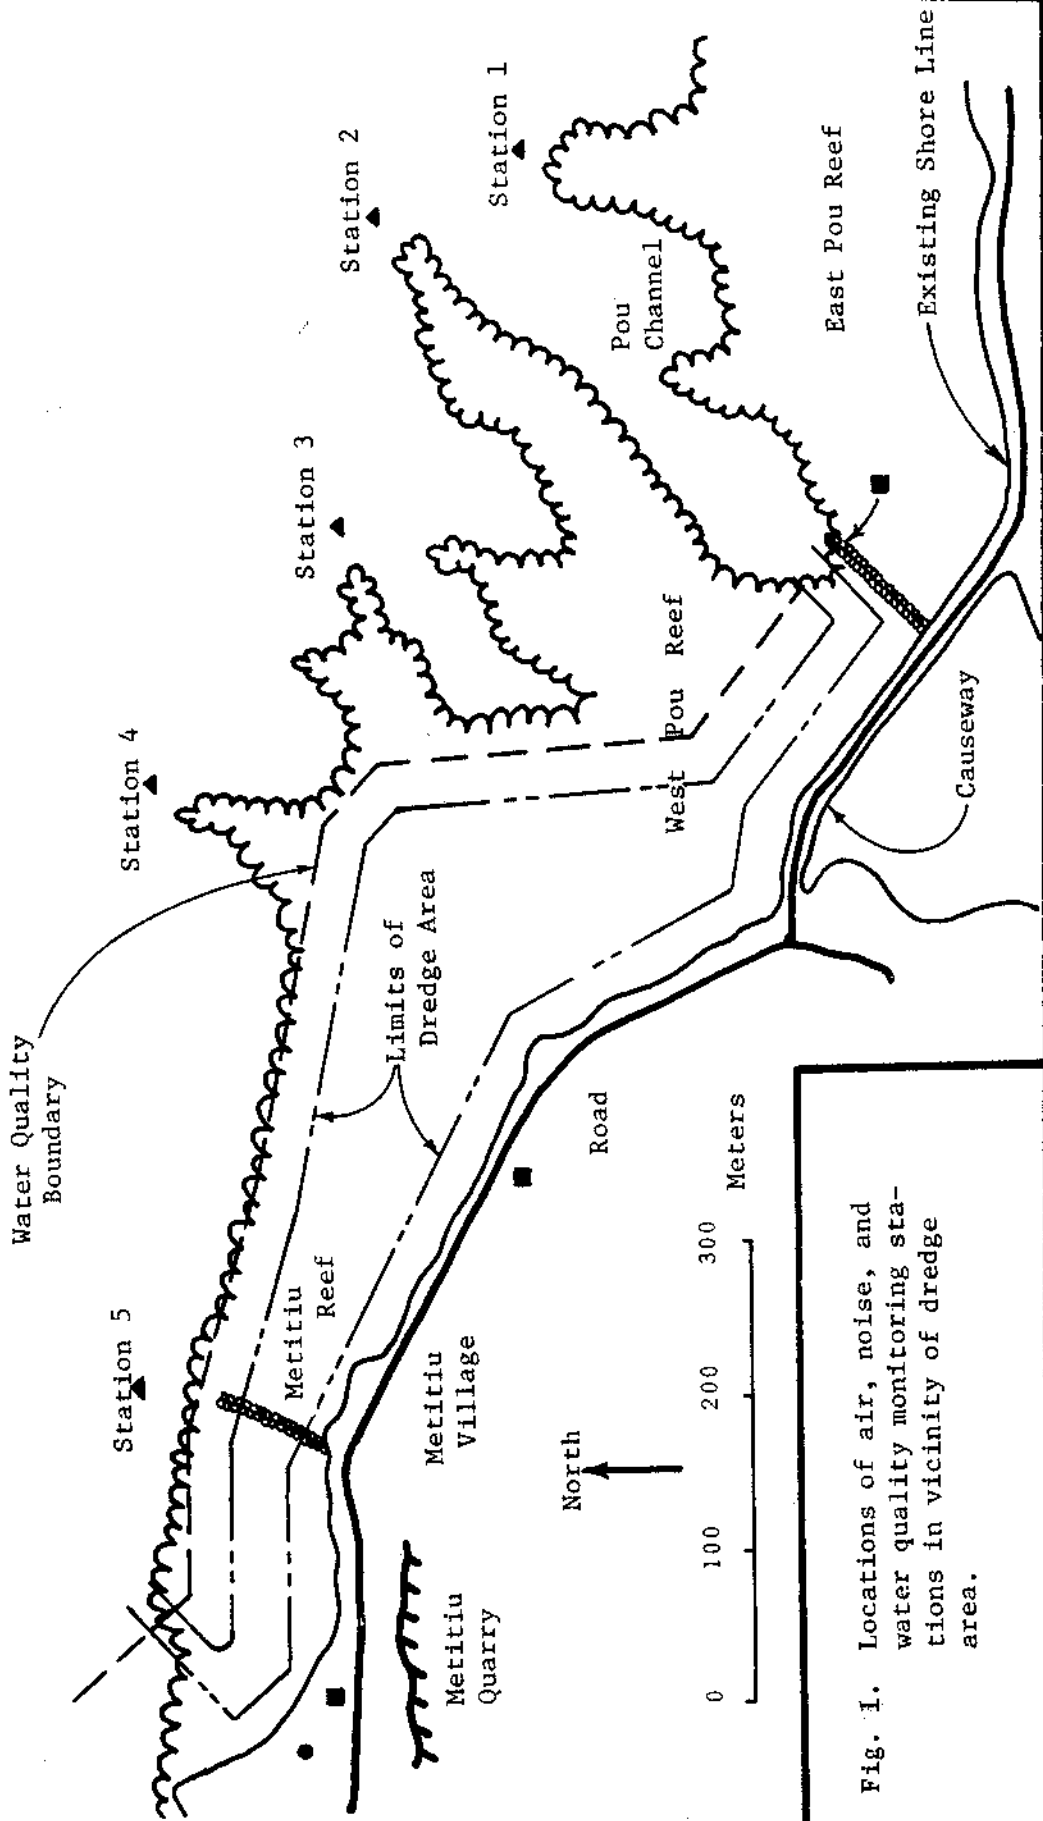 Water Quality
Boundary
Station 5
Station 4
Station 3
Station 2
Station 1
Limits of
Dredge Area
Metitiu
Reef
West Pou Reef
Pou
Channel
East Pou Reef
Existing Shore Line
Causeway
Road
Metitiu
Village
Metitiu
Quarry
North
0 100 200 300
Meters
Fig. 1. Locations of air, noise, and
water quality monitoring sta-
tions in vicinity of dredge
area.